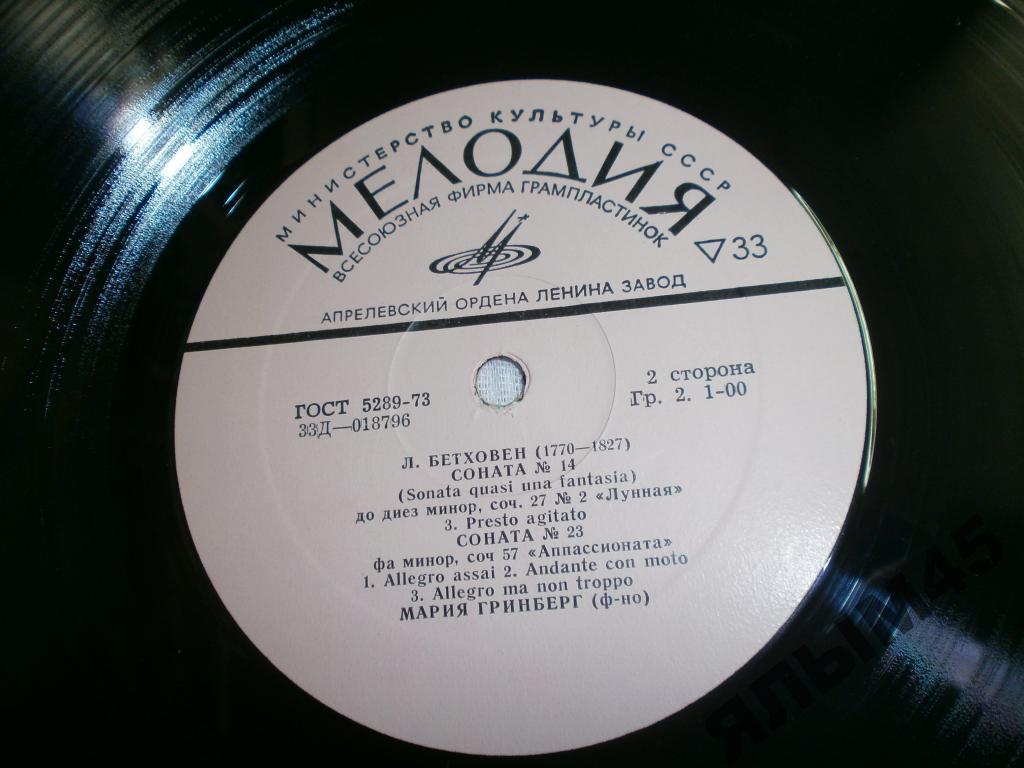 МИНИСТЕРСТВО КУЛЬТУРЫ СССР
МЕЛОДИЯ
ВСЕСОЮЗНАЯ ФИРМА ГРАМПЛАСТИНОК
33
АПРЕЛЕВСКИЙ ОРДЕНА ЛЕНИНА ЗАВОД
ГОСТ 5289-73
33Д—018796
2 сторона
Гр. 2. 1-00
Л. БЕТХОВЕН (1770—1827)
СОНАТА № 14
(Sonata quasi una fantasia)
до диез минор, соч. 27 № 2 «Лунная»
3. Presto agitato
СОНАТА № 23
фа минор, соч 57 «Аппассионата»
1. Allegro assai 2. Andante con moto
3. Allegro ma non troppo
МАРИЯ ГРИНБЕРГ (ф-но)
ЯЛЫМ45